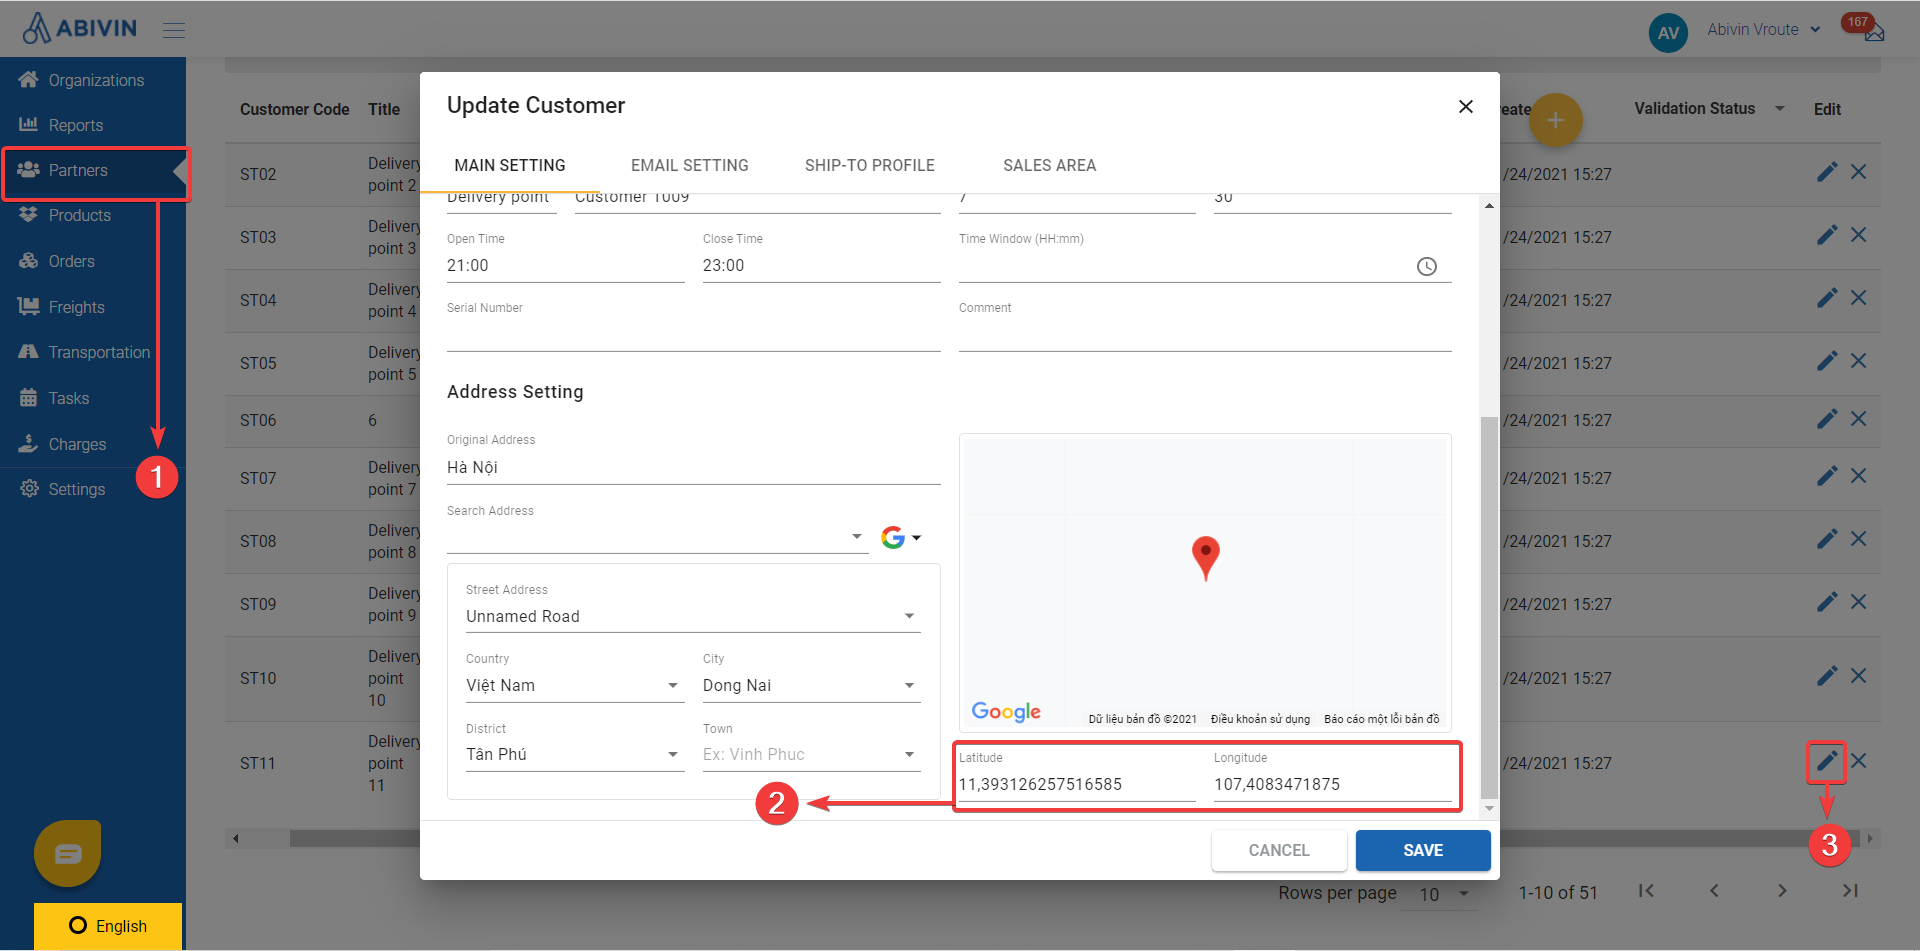 ABIVIN
AV
Abivin Vroute
167
Organizations
Reports
Partners
Products
Orders
Freights
Transportation
Tasks
Charges
Settings
1
English
Customer Code
Title
reate
+
Validation Status
Edit
ST02
Delivery
point 2
/24/2021 15:27
ST03
Delivery
point 3
/24/2021 15:27
ST04
Delivery
point 4
/24/2021 15:27
ST05
Delivery
point 5
/24/2021 15:27
ST06
6
/24/2021 15:27
ST07
Delivery
point 7
/24/2021 15:27
ST08
Delivery
point 8
/24/2021 15:27
ST09
Delivery
point 9
/24/2021 15:27
ST10
Delivery
point
10
/24/2021 15:27
ST11
Delivery
point
11
/24/2021 15:27
3
Update Customer
MAIN SETTING
EMAIL SETTING
SHIP-TO PROFILE
SALES AREA
Delivery point
Customer 1009
7
30
Open Time
21:00
Close Time
23:00
Time Window (HH:mm)
Serial Number
Comment
Address Setting
Original Address
Hà Nội
Search Address
Street Address
Unnamed Road
Country
Việt Nam
City
Dong Nai
District
Tân Phú
Town
Ex: Vinh Phuc
Google
Dữ liệu bản đồ ©2021
Điều khoản sử dụng
Báo cáo một lỗi bản đồ
Latitude
11,393126257516585
Longitude
107,4083471875
2
CANCEL
SAVE
Rows per page
10
1-10 of 51